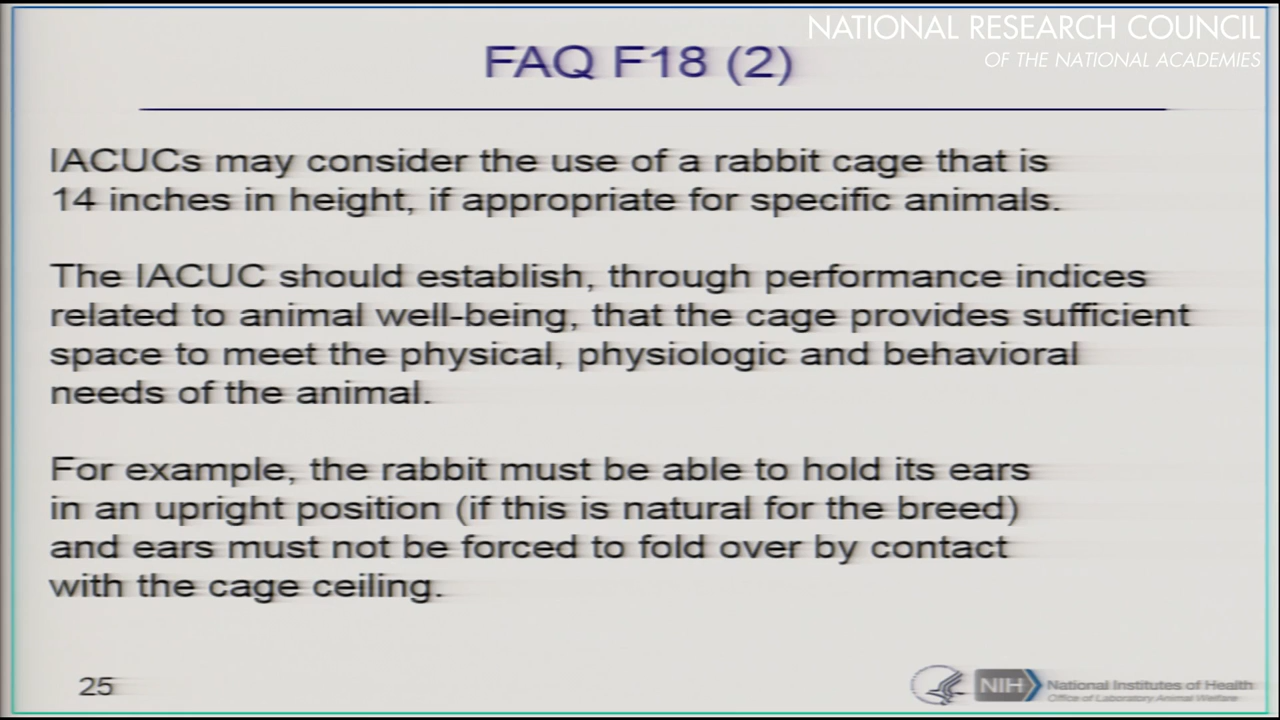 NATIONAL RESEARCH COUNCIL
OF THE NATIONAL ACADEMIES
FAQ F18 (2)
IACUCs may consider the use of a rabbit cage that is
14 inches in height, if appropriate for specific animals.
The IACUC should establish, through performance indices
related to animal well-being, that the cage provides sufficient
space to meet the physical, physiologic and behavioral
needs of the animal.
For example, the rabbit must be able to hold its ears
in an upright position (if this is natural for the breed)
and ears must not be forced to fold over by contact
with the cage ceiling.
25
NIH National Institutes of Health
Office of Laboratory Animal Welfare